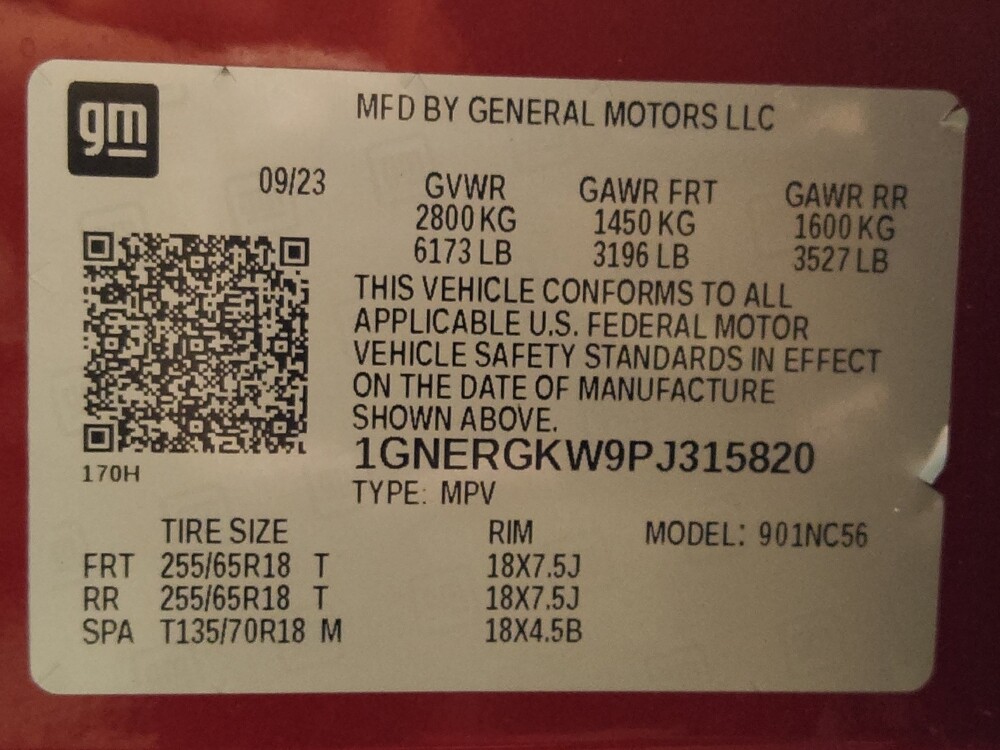 gm
MFD BY GENERAL MOTORS LLC
09/23
GVWR GAWR FRT GAWR RR
2800 KG 1450 KG 1600 KG
6173 LB 3196 LB 3527 LB
THIS VEHICLE CONFORMS TO ALL
APPLICABLE U.S. FEDERAL MOTOR
VEHICLE SAFETY STANDARDS IN EFFECT
ON THE DATE OF MANUFACTURE
SHOWN ABOVE.
1GNERGKW9PJ315820
170H
TYPE: MPV
TIRE SIZE RIM MODEL: 901NC56
FRT 255/65R18 T 18X7.5J
RR 255/65R18 T 18X7.5J
SPA T135/70R18 M 18X4.5B